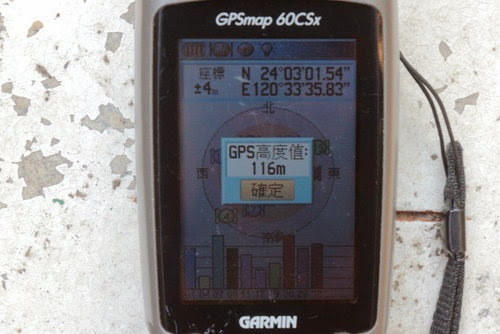 GPSmap 60CSx
座標 N 24°03'01.54"
±4m E120°33'35.83"
北
GPS高度值:
116m
西 東
確定
南
GARMIN